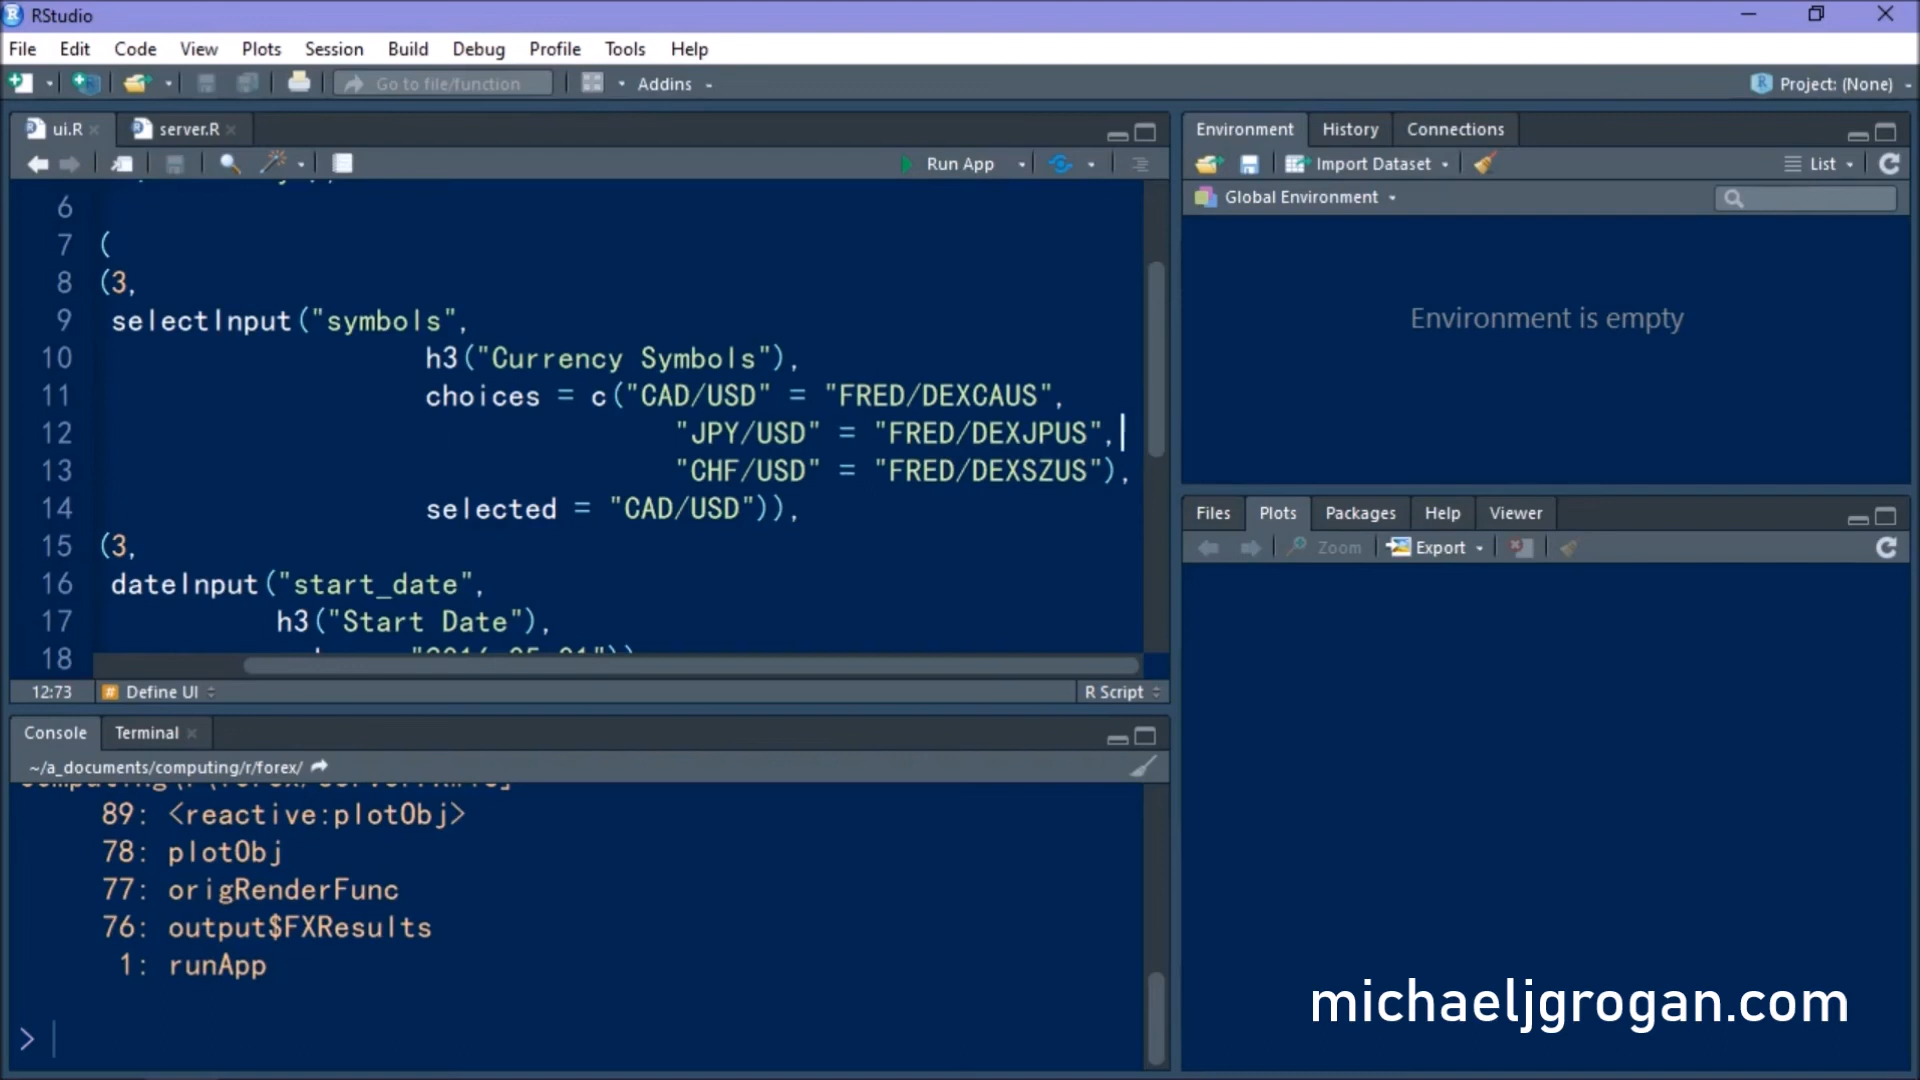 RStudio
File Edit Code View Plots Session Build Debug Profile Tools Help
Go to file/function Addins Project: (None)
ui.R server.R
Run App
6
7 (
8 (3,
9 selectInput("symbols",
10 h3("Currency Symbols"),
11 choices = c("CAD/USD" = "FRED/DEXCAUS",
12 "JPY/USD" = "FRED/DEXJPUS",
13 "CHF/USD" = "FRED/DEXSZUS"),
14 selected = "CAD/USD")),
15 (3,
16 dateInput("start_date",
17 h3("Start Date"),
18
12:73 Define UI R Script
Console Terminal
~/a_documents/computing/r/forex/
89: <reactive:plotObj>
78: plotObj
77: origRenderFunc
76: output$FXResults
1: runApp
>
Environment History Connections
Import Dataset List
Global Environment
Environment is empty
Files Plots Packages Help Viewer
Zoom Export
michaeljgrogan.com